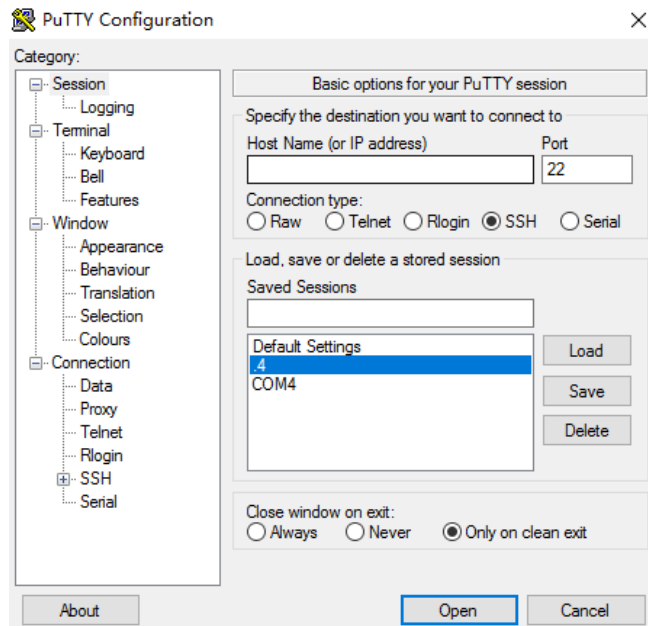 PuTTY Configuration
Category:
Session
Logging
Terminal
Keyboard
Bell
Features
Window
Appearance
Behaviour
Translation
Selection
Colours
Connection
Data
Proxy
Telnet
Rlogin
SSH
Serial
Basic options for your PuTTY session
Specify the destination you want to connect to
Host Name (or IP address) Port
22
Connection type:
Raw Telnet Rlogin SSH Serial
Load, save or delete a stored session
Saved Sessions
Default Settings
.4
COM4
Load
Save
Delete
Close window on exit:
Always Never Only on clean exit
About Open Cancel